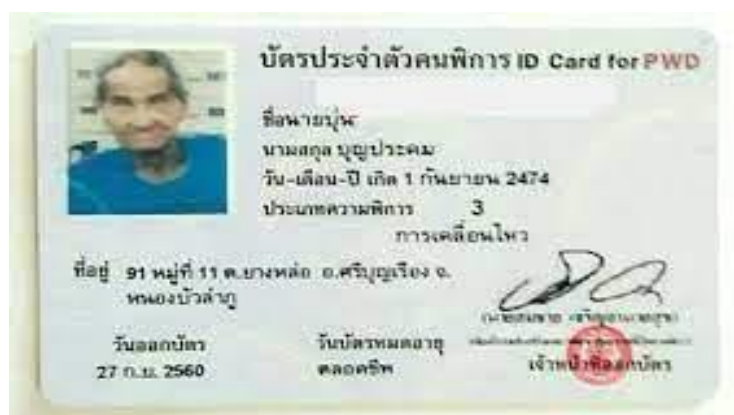 บัตรประจำตัวคนพิการ ID Card for PWD
ชื่อนายบุ่น
นามสกุล บุญประคม
วัน-เดือน-ปี เกิด 1 กันยายน 2474
ประเภทความพิการ 3
การเคลื่อนไหว
ที่อยู่ 91 หมู่ที่ 11 ต.ยางหล่อ อ.ศรีบุญเรือง จ.
หนองบัวลำภู
วันออกบัตร
27 ก.ย. 2560
วันบัตรหมดอายุ
ตลอดชีพ
เจ้าหน้าที่ออกบัตร